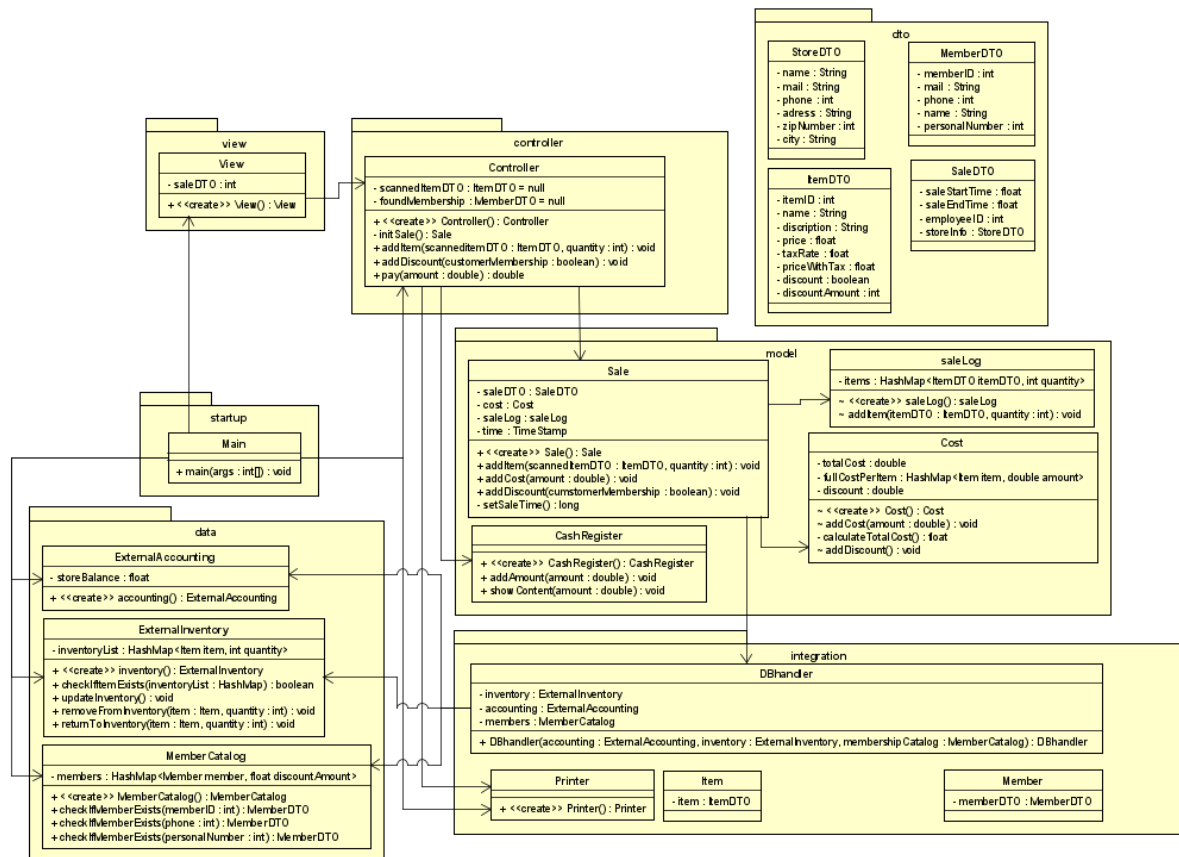 dto
StoreDTO
- name : String
- mail : String
- phone : int
- adress : String
- zipNumber : int
- city : String
MemberDTO
- memberID : int
- mail : String
- phone : int
- name : String
- personalNumber : int
ItemDTO
- itemID : int
- name : String
- discription : String
- price : float
- taxRate : float
- priceWithTax : float
- discount : boolean
- discountAmount : int
SaleDTO
- saleStartTime : float
- saleEndTime : float
- employeeID : int
- storeInfo : StoreDTO
view
View
- saleDTO : int
+ <<create>> View() : View
controller
Controller
- scannedItemDTO : ItemDTO = null
- foundMembership : MemberDTO = null
+ <<create>> Controller() : Controller
- initSale() : Sale
+ addItem(scanneditemDTO : ItemDTO, quantity : int) : void
+ addDiscount(customerMembership : boolean) : void
+ pay(amount : double) : double
model
Sale
- saleDTO : SaleDTO
- cost : Cost
- saleLog : saleLog
- time : TimeStamp
+ <<create>> Sale() : Sale
+ addItem(scannedItemDTO : ItemDTO, quantity : int) : void
+ addCost(amount : double) : void
+ addDiscount(cumstomerMembership : boolean) : void
- setSaleTime() : long
saleLog
- items : HashMap<ItemDTO itemDTO, int quantity>
~ <<create>> saleLog() : saleLog
~ addItem(itemDTO : ItemDTO, quantity : int) : void
Cost
- totalCost : double
- fullCostPerItem : HashMap<Item item, double amount>
- discount : double
~ <<create>> Cost() : Cost
~ addCost(amount : double) : void
- calculateTotalCost() : float
~ addDiscount() : void
CashRegister
+ <<create>> CashRegister() : CashRegister
+ addAmount(amount : double) : void
+ showContent(amount : double) : void
startup
Main
+ main(args : int[]) : void
data
ExternalAccounting
- storeBalance : float
+ <<create>> accounting() : ExternalAccounting
ExternalInventory
- inventoryList : HashMap<Item item, int quantity>
+ <<create>> inventory() : ExternalInventory
+ checkIfItemExists(inventoryList : HashMap) : boolean
+ updateInventory() : void
+ removeFromInventory(item : Item, quantity : int) : void
+ returnToInventory(item : Item, quantity : int) : void
MemberCatalog
- members : HashMap<Member member, float discountAmount>
+ <<create>> MemberCatalog() : MemberCatalog
+ checkIfMemberExists(memberID : int) : MemberDTO
+ checkIfMemberExists(phone : int) : MemberDTO
+ checkIfMemberExists(personalNumber : int) : MemberDTO
integration
DBhandler
- inventory : ExternalInventory
- accounting : ExternalAccounting
- members : MemberCatalog
+ DBhandler(accounting : ExternalAccounting, inventory : ExternalInventory, membershipCatalog : MemberCatalog) : DBhandler
Printer
+ <<create>> Printer() : Printer
Item
- item : ItemDTO
Member
- memberDTO : MemberDTO